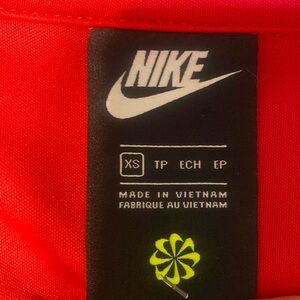 NIKE
XS TP ECH EP
MADE IN VIETNAM
FABRIQUE AU VIETNAM